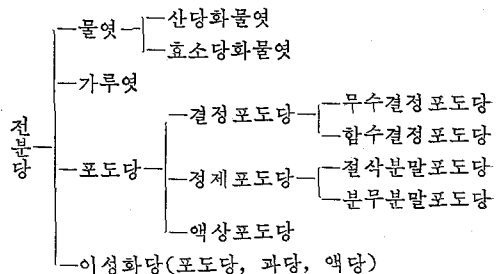 산당화물엿
물엿
효소당화물엿
가루엿
무수결정포도당
결정포도당
함수결정포도당
전분당
절삭분말포도당
포도당
정제포도당
분무분말포도당
액상포도당
이성화당(포도당, 과당, 액당)